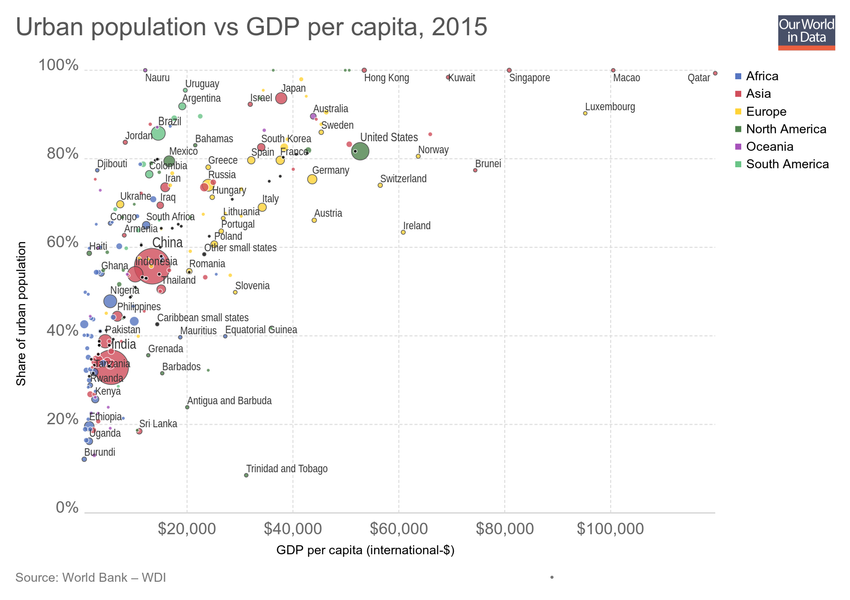 Urban population vs GDP per capita, 2015
Our World
in Data
100%
80%
60%
40%
20%
0%
Share of urban population
Nauru
Hong Kong
Kuwait
Singapore
Macao
Qatar
Uruguay
Japan
Argentina
Israel
Luxembourg
Australia
Brazil
Sweden
Jordan
Bahamas
South Korea
United States
Mexico
Spain
France
Norway
Djibouti
Colombia
Greece
Brunei
Iran
Russia
Germany
Switzerland
Ukraine
Iraq
Hungary
Italy
Congo
South Africa
Lithuania
Austria
Armenia
Portugal
Ireland
China
Poland
Haiti
Other small states
Ghana
Indonesia
Romania
Thailand
Slovenia
Nigeria
Philippines
Caribbean small states
Pakistan
Mauritius
Equatorial Guinea
India
Grenada
Tanzania
Barbados
Rwanda
Kenya
Antigua and Barbuda
Ethiopia
Uganda
Sri Lanka
Burundi
Trinidad and Tobago
$20,000
$40,000
$60,000
$80,000
$100,000
GDP per capita (international-$)
Africa
Asia
Europe
North America
Oceania
South America
Source: World Bank – WDI